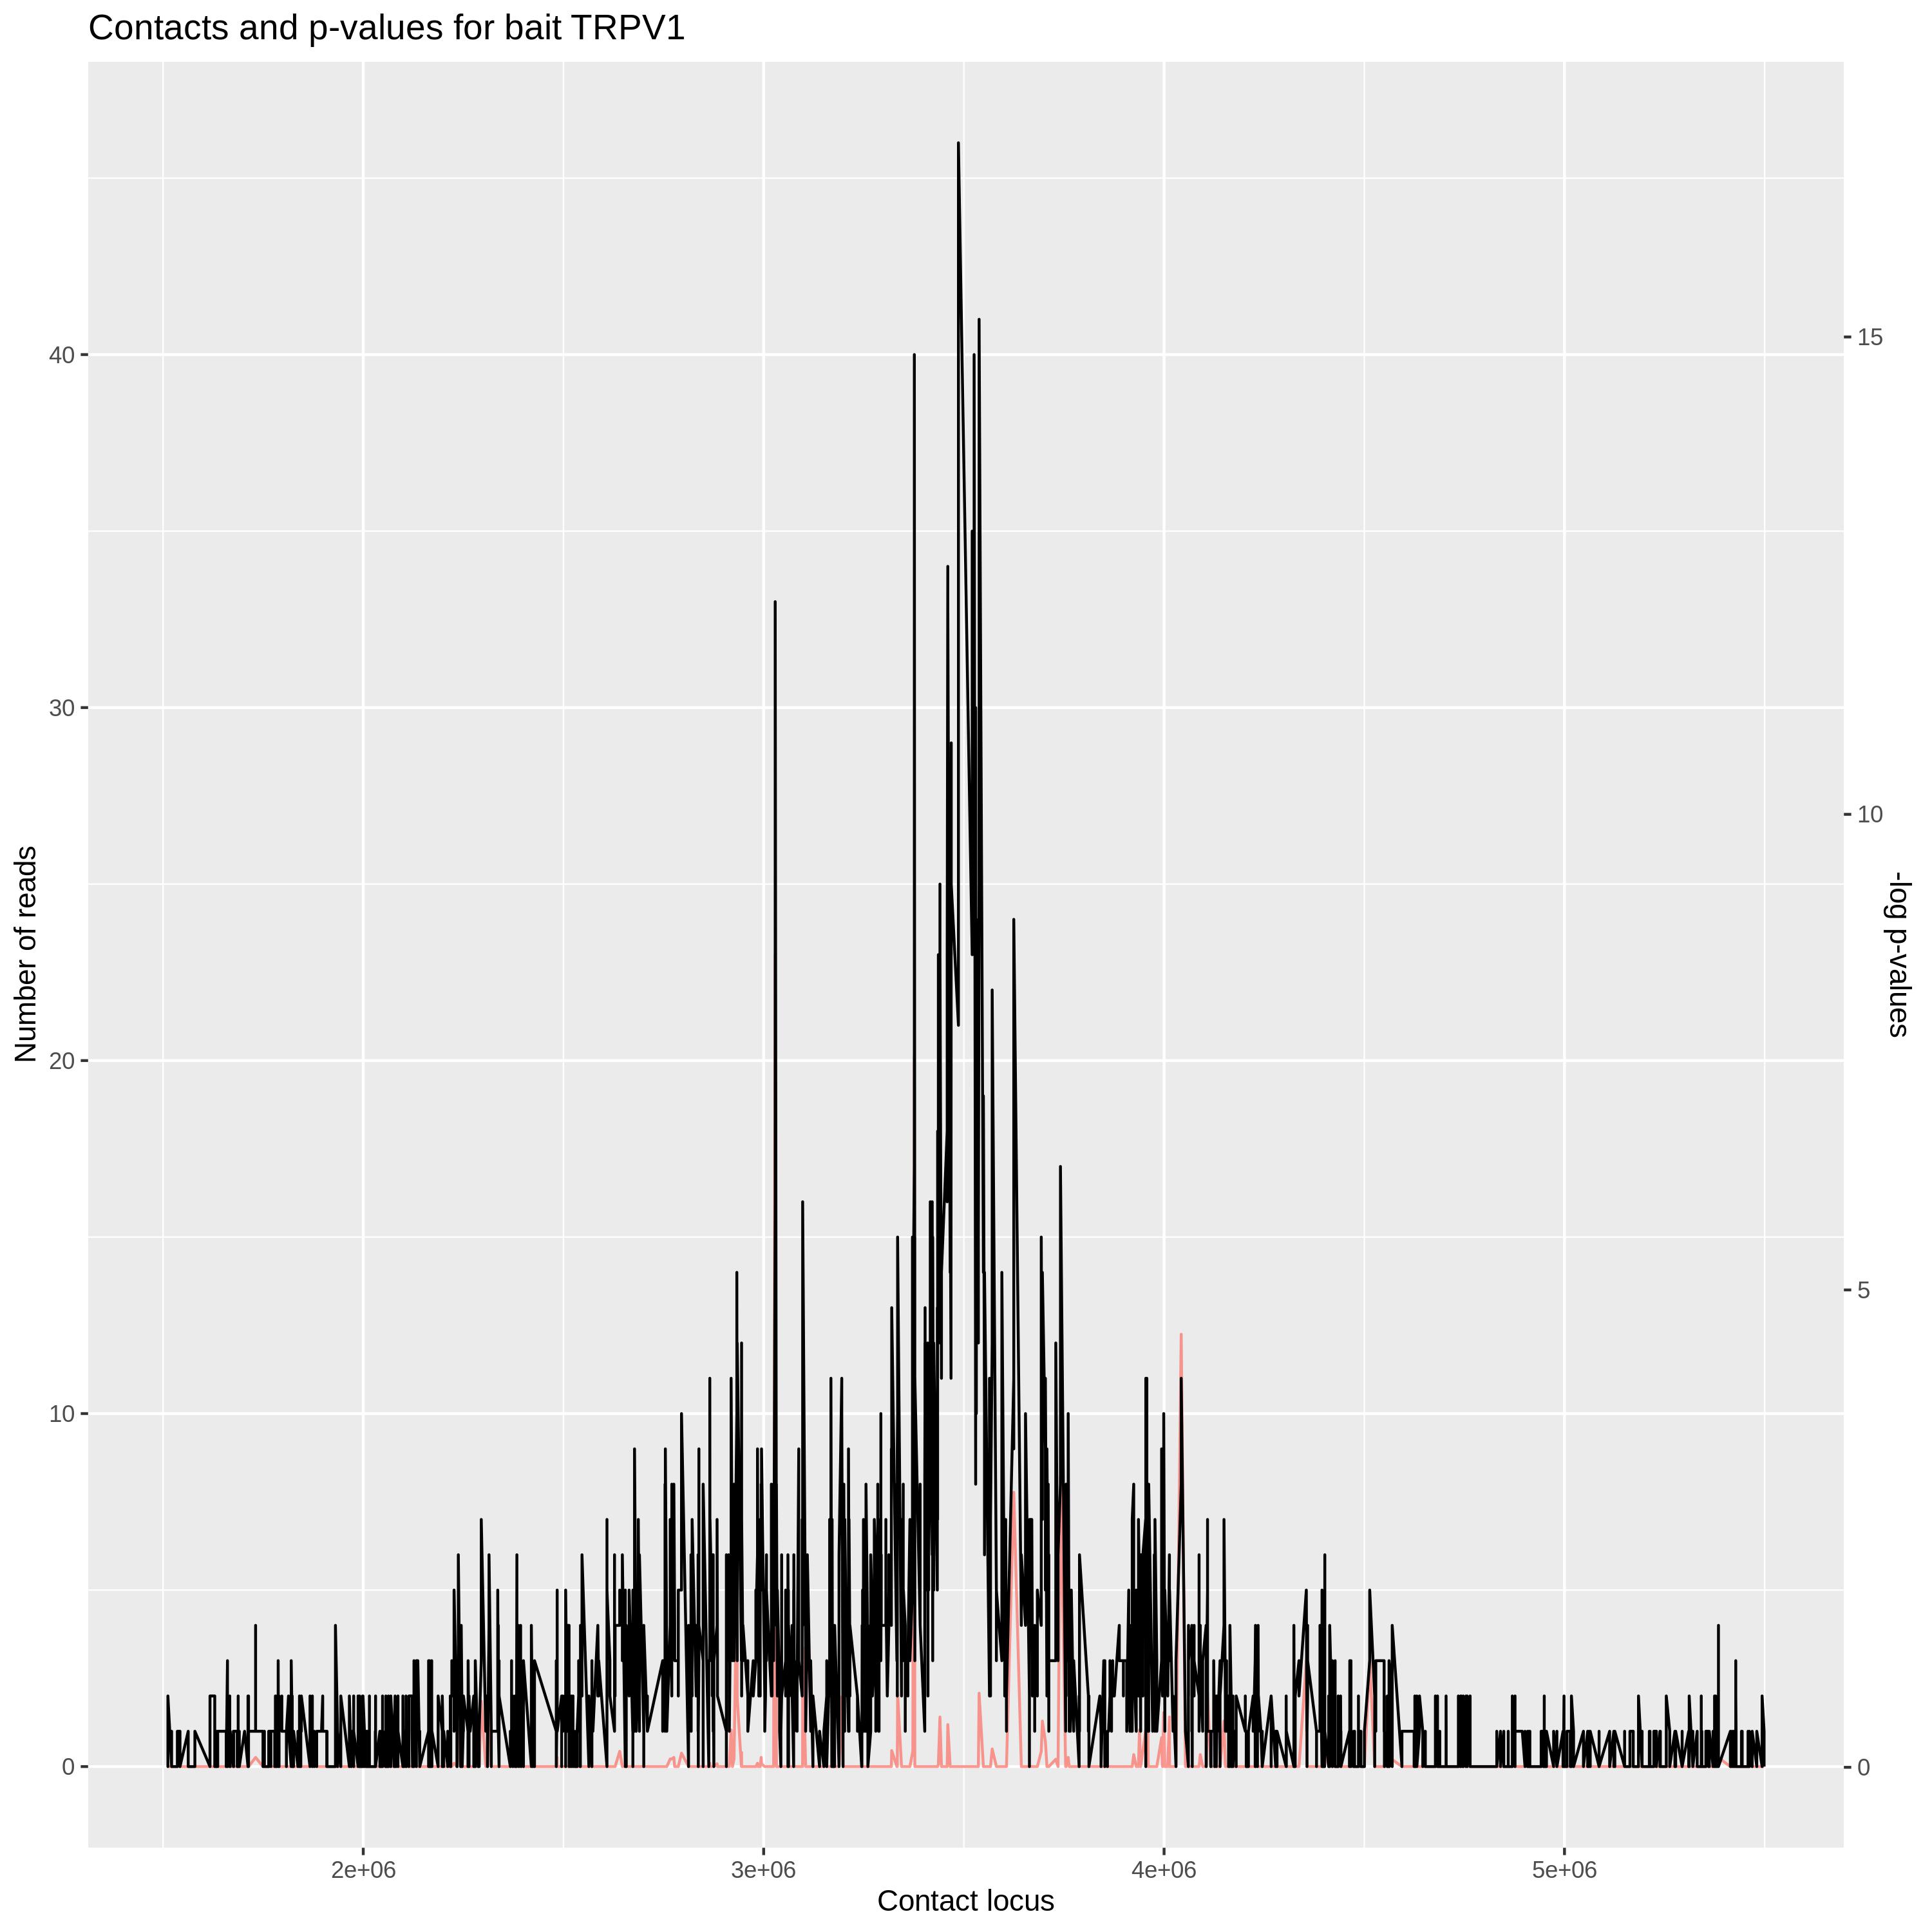 Contacts and p-values for bait TRPV1
40
30
20
10
0
Number of reads
15
10
5
0
-log p-values
2e+06 3e+06 4e+06 5e+06
Contact locus